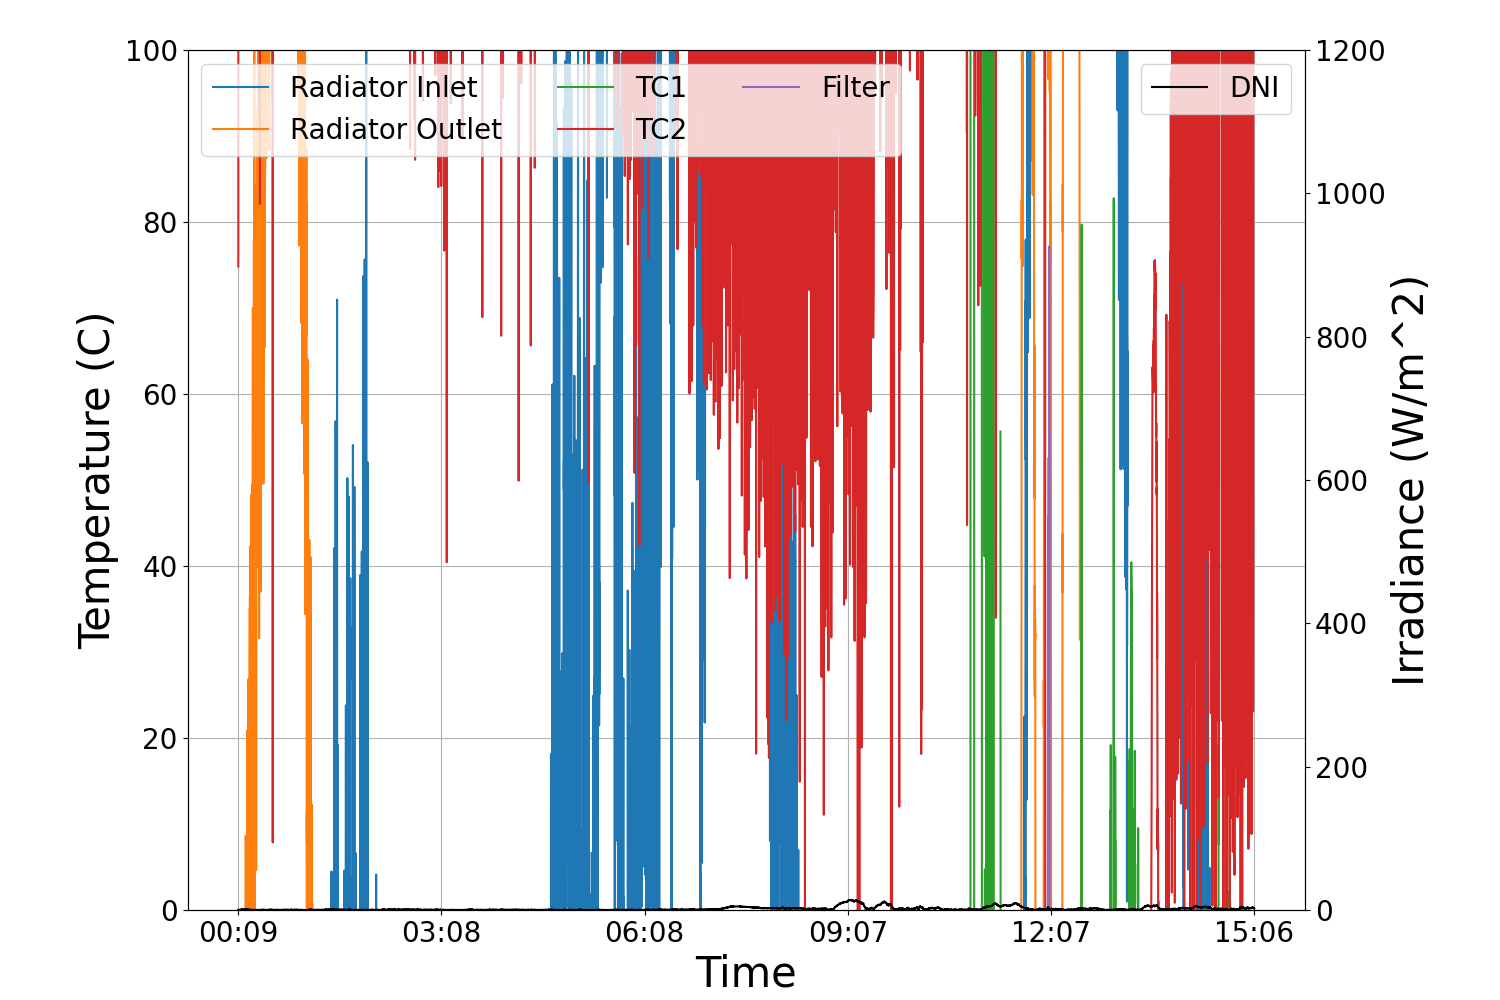 100
80
60
40
20
0
1200
1000
800
600
400
200
0
Radiator Inlet
Radiator Outlet
TC1
TC2
Filter
DNI
Temperature (C)
Irradiance (W/m^2)
00:09
03:08
06:08
09:07
12:07
15:06
Time